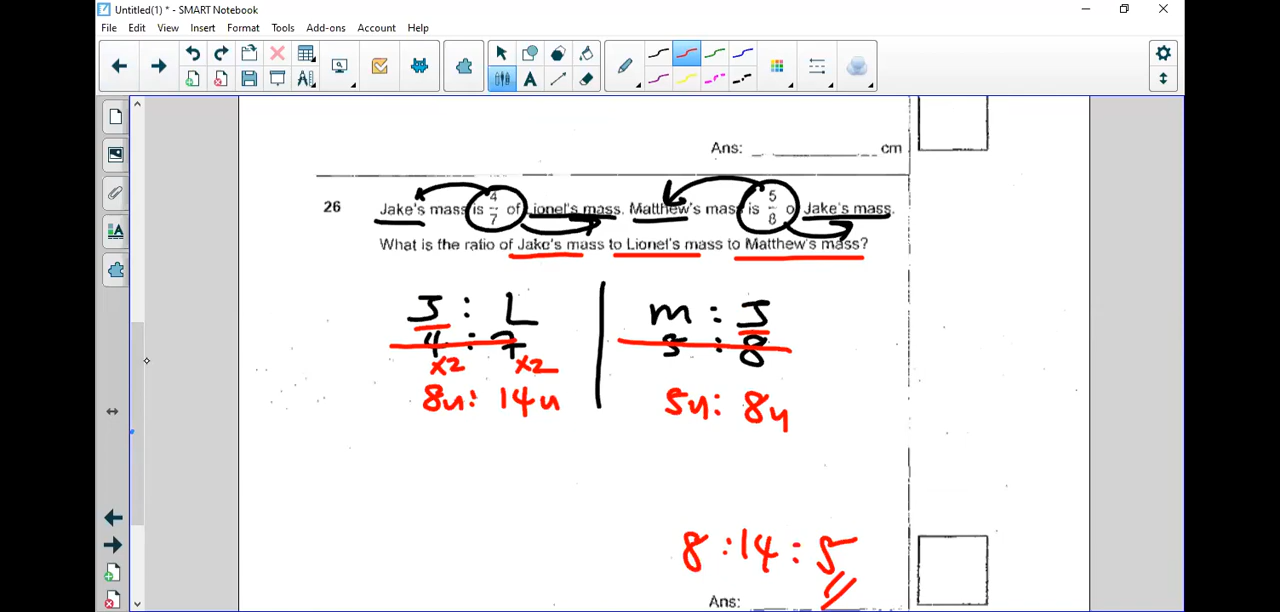 Untitled(1) * - SMART Notebook
File Edit View Insert Format Tools Add-ons Account Help
Ans: cm
26 Jake's mass is 4/7 of Lionel's mass. Matthew's mass is 5/8 of Jake's mass.
What is the ratio of Jake's mass to Lionel's mass to Matthew's mass?
J : L m : J
4 : 7 5 : 8
x2 x2
8u : 14u 5u : 8u
8 : 14 : 5
Ans: